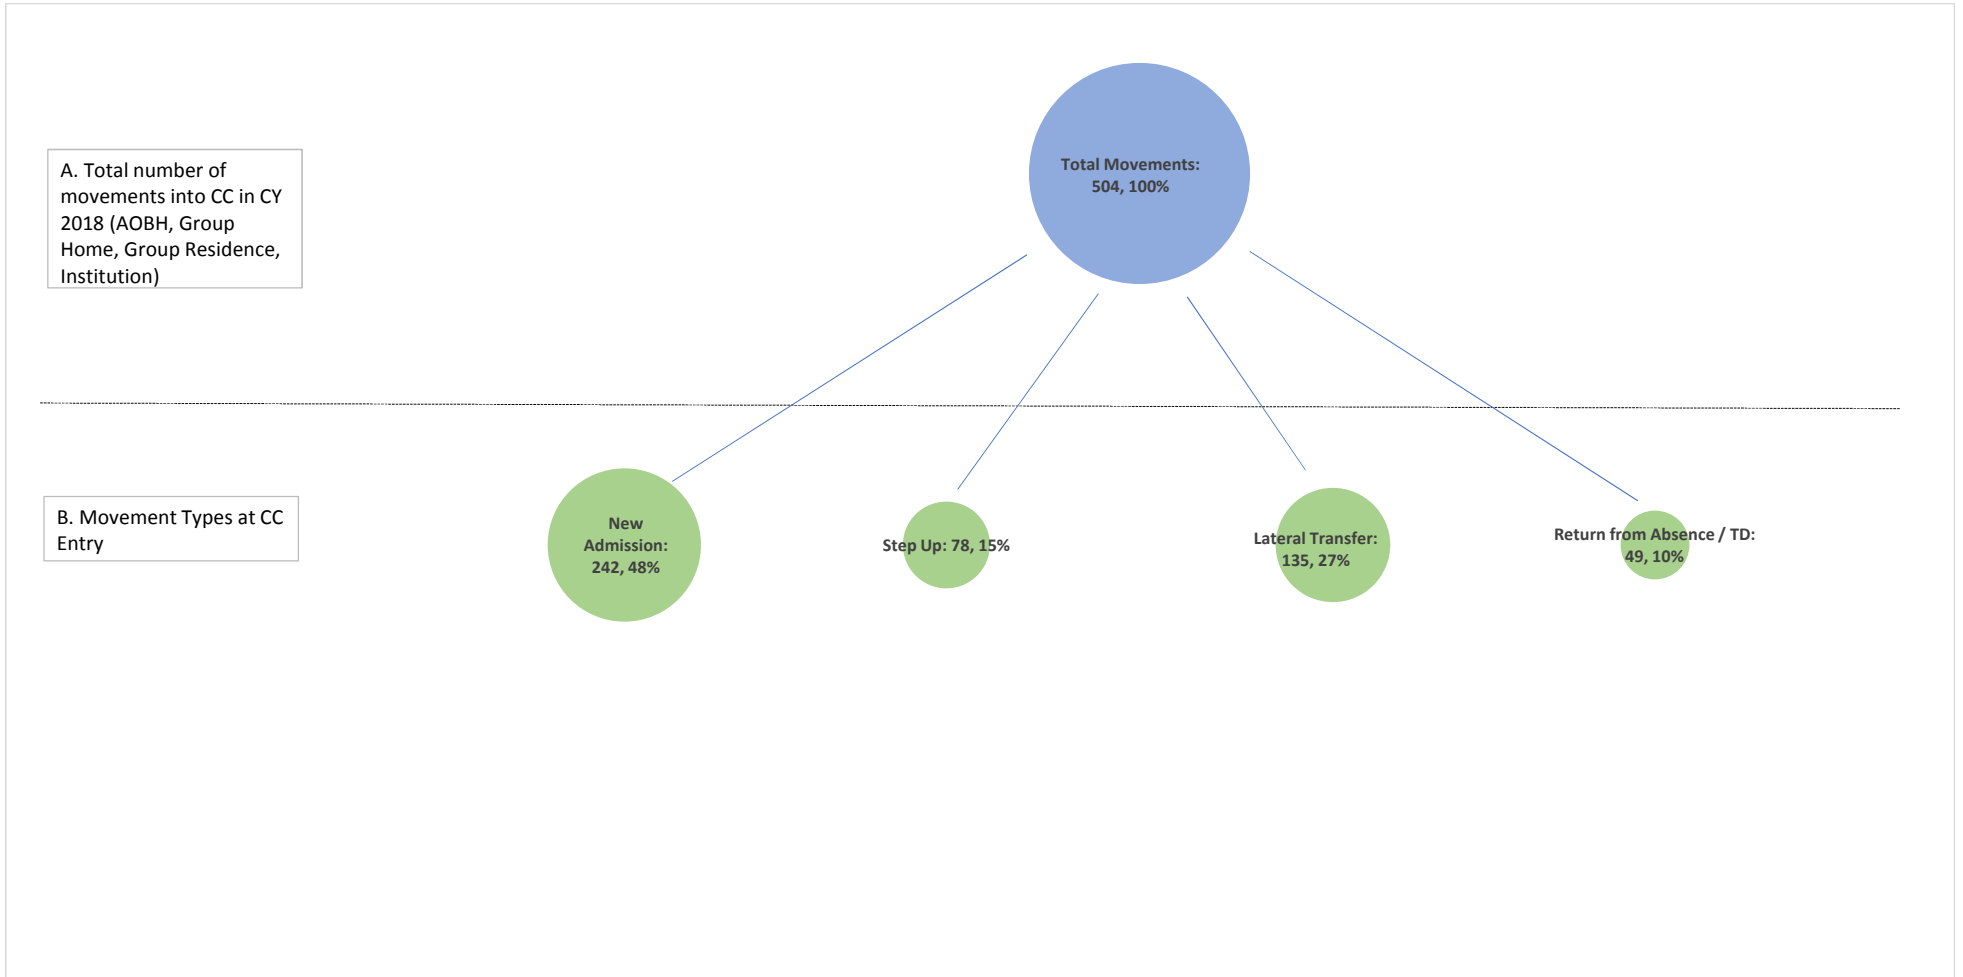 A. Total number of
movements into CC in CY
2018 (AOBH, Group
Home, Group Residence,
Institution)
Total Movements:
504, 100%
B. Movement Types at CC
Entry
New
Admission:
242, 48%
Step Up: 78, 15%
Lateral Transfer:
135, 27%
Return from Absence / TD:
49, 10%